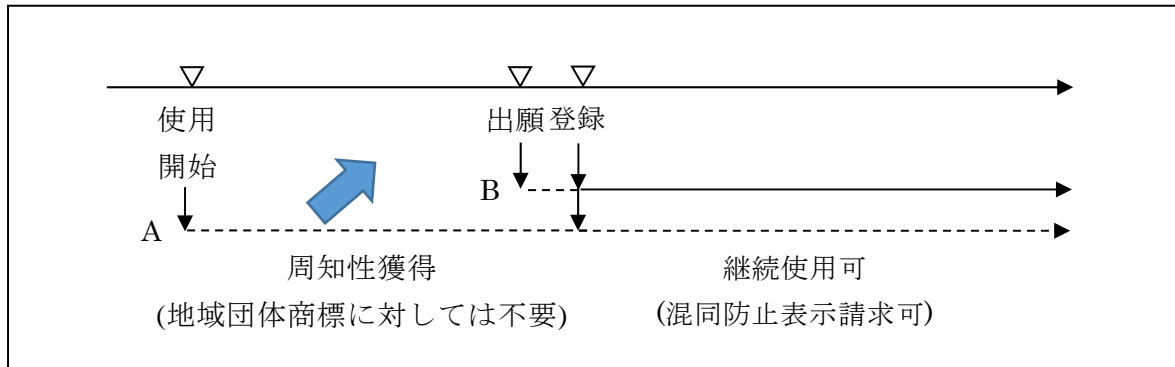 使用
開始
出願
登録
B
A
周知性獲得
(地域団体商標に対しては不要)
継続使用可
(混同防止表示請求可)